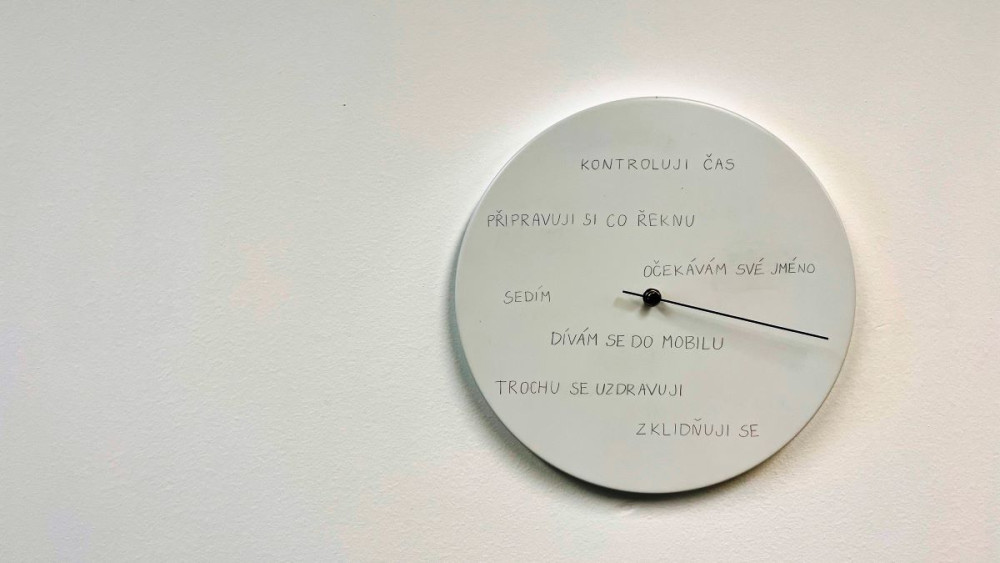 KONTROLUJI ČAS
PŘIPRAVUJI SI CO ŘEKNU
OČEKÁVÁM SVÉ JMÉNO
SEDÍM
DÍVÁM SE DO MOBILU
TROCHU SE UZDRAVUJI
ZKLIDŇUJI SE